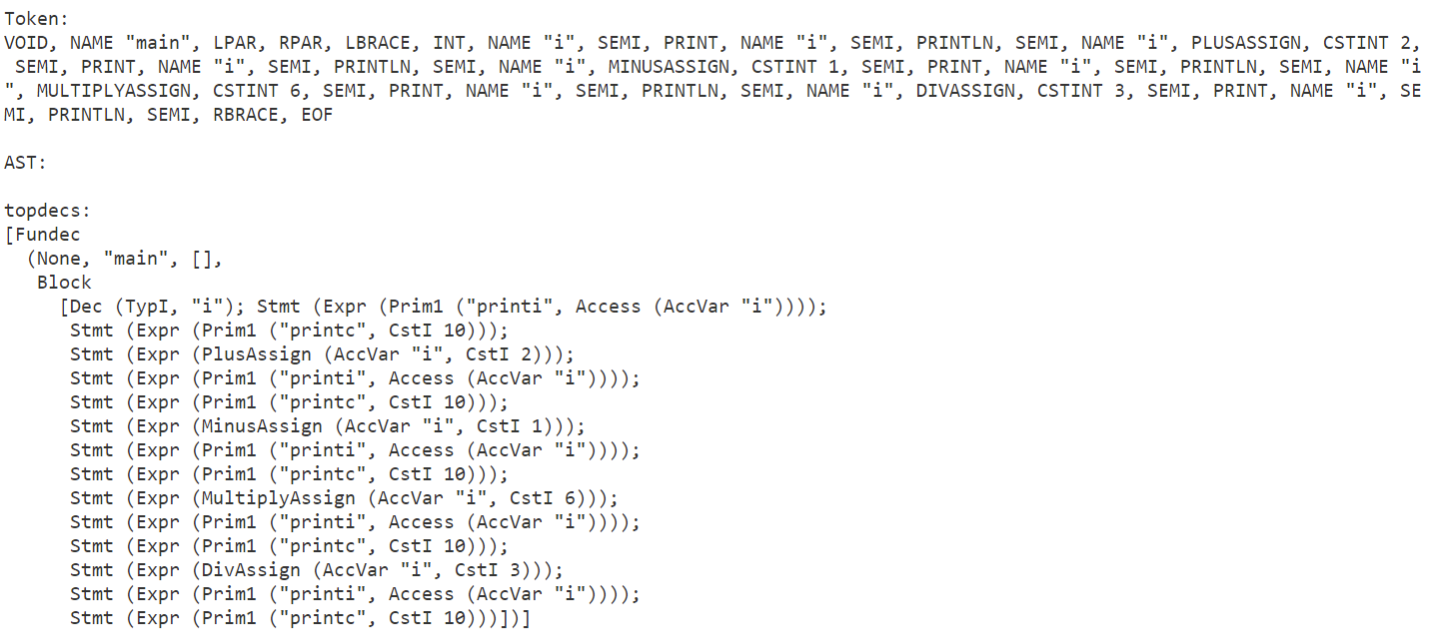 Token:
VOID, NAME "main", LPAR, RPAR, LBRACE, INT, NAME "i", SEMI, PRINT, NAME "i", SEMI, PRINTLN, SEMI, NAME "i", PLUSASSIGN, CSTINT 2,
 SEMI, PRINT, NAME "i", SEMI, PRINTLN, SEMI, NAME "i", MINUSASSIGN, CSTINT 1, SEMI, PRINT, NAME "i", SEMI, PRINTLN, SEMI, NAME "i
", MULTIPLYASSIGN, CSTINT 6, SEMI, PRINT, NAME "i", SEMI, PRINTLN, SEMI, NAME "i", DIVASSIGN, CSTINT 3, SEMI, PRINT, NAME "i", SE
MI, PRINTLN, SEMI, RBRACE, EOF

AST:

topdecs:
[Fundec
  (None, "main", [],
   Block
     [Dec (TypI, "i"); Stmt (Expr (Prim1 ("printi", Access (AccVar "i"))));
      Stmt (Expr (Prim1 ("printc", CstI 10)));
      Stmt (Expr (PlusAssign (AccVar "i", CstI 2)));
      Stmt (Expr (Prim1 ("printi", Access (AccVar "i"))));
      Stmt (Expr (Prim1 ("printc", CstI 10)));
      Stmt (Expr (MinusAssign (AccVar "i", CstI 1)));
      Stmt (Expr (Prim1 ("printi", Access (AccVar "i"))));
      Stmt (Expr (Prim1 ("printc", CstI 10)));
      Stmt (Expr (MultiplyAssign (AccVar "i", CstI 6)));
      Stmt (Expr (Prim1 ("printi", Access (AccVar "i"))));
      Stmt (Expr (Prim1 ("printc", CstI 10)));
      Stmt (Expr (DivAssign (AccVar "i", CstI 3)));
      Stmt (Expr (Prim1 ("printi", Access (AccVar "i"))));
      Stmt (Expr (Prim1 ("printc", CstI 10)))])]